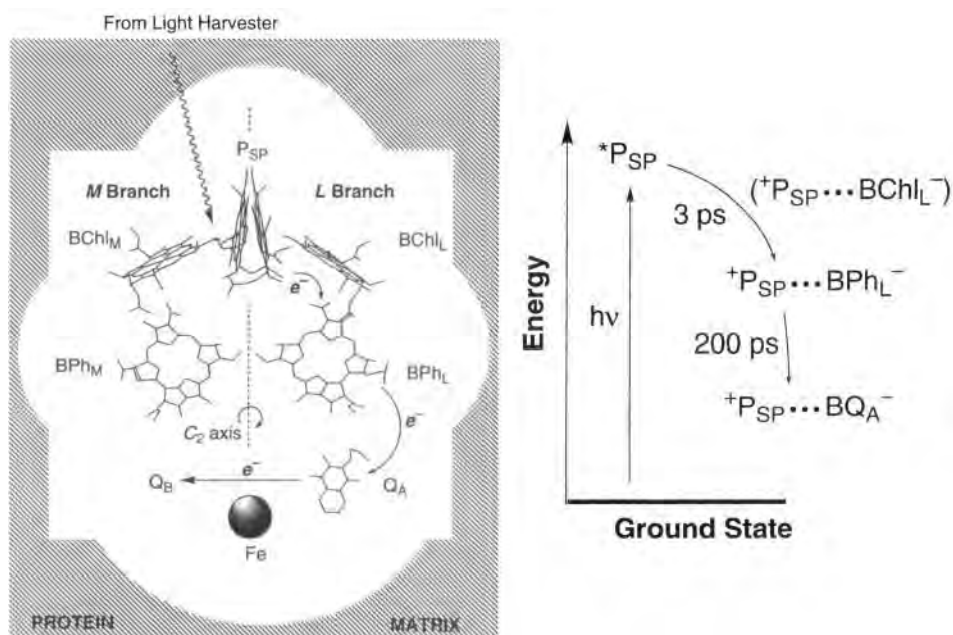 From Light Harvester
P_SP
M Branch
L Branch
BChl_M
BChl_L
e⁻
BPh_M
BPh_L
e⁻
C₂ axis
e⁻
Q_B
Q_A
Fe
PROTEIN
MATRIX
Energy
*P_SP
(⁺P_SP•••BChl_L⁻)
3 ps
⁺P_SP•••BPh_L⁻
hν
200 ps
⁺P_SP•••BQ_A⁻
Ground State